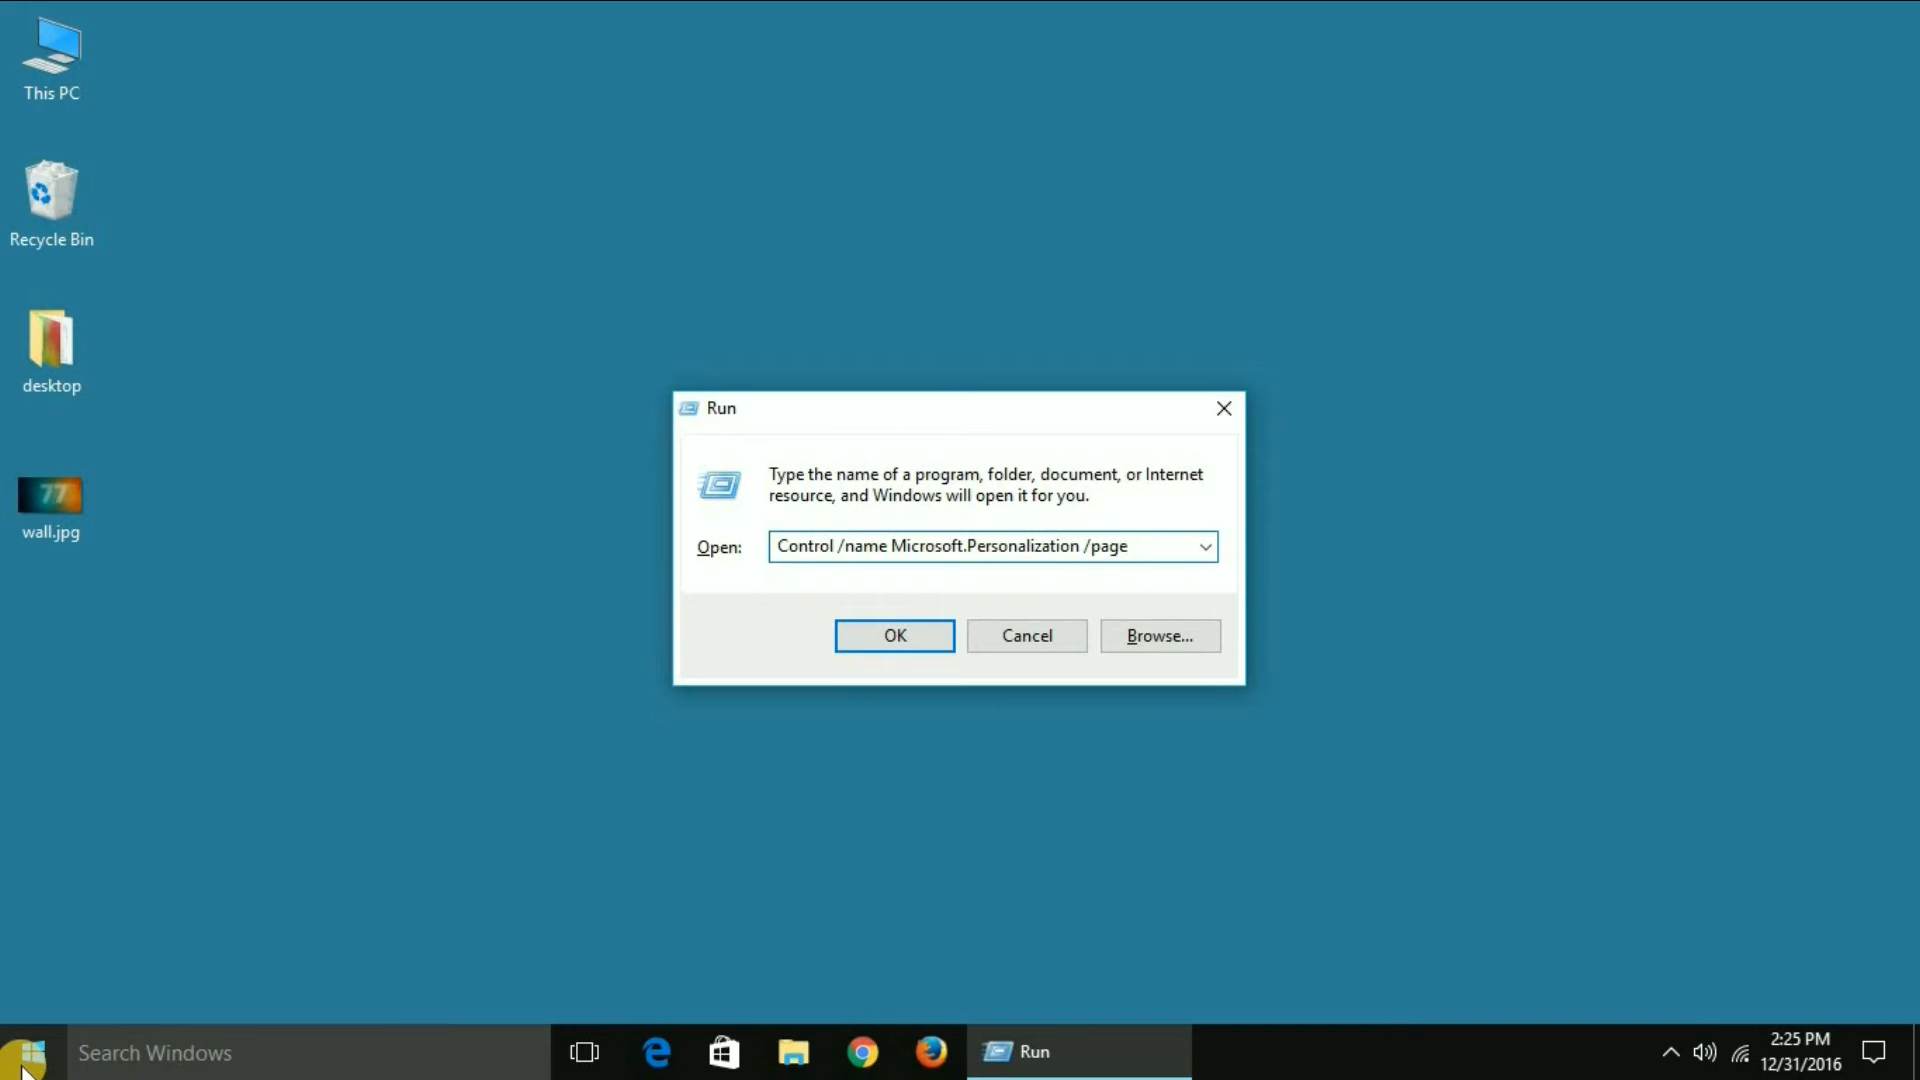 This PC
Recycle Bin
desktop
77
wall.jpg
Run
Type the name of a program, folder, document, or Internet
resource, and Windows will open it for you.
Open:
Control /name Microsoft.Personalization /page
OK
Cancel
Browse...
Search Windows
Run
2:25 PM
12/31/2016